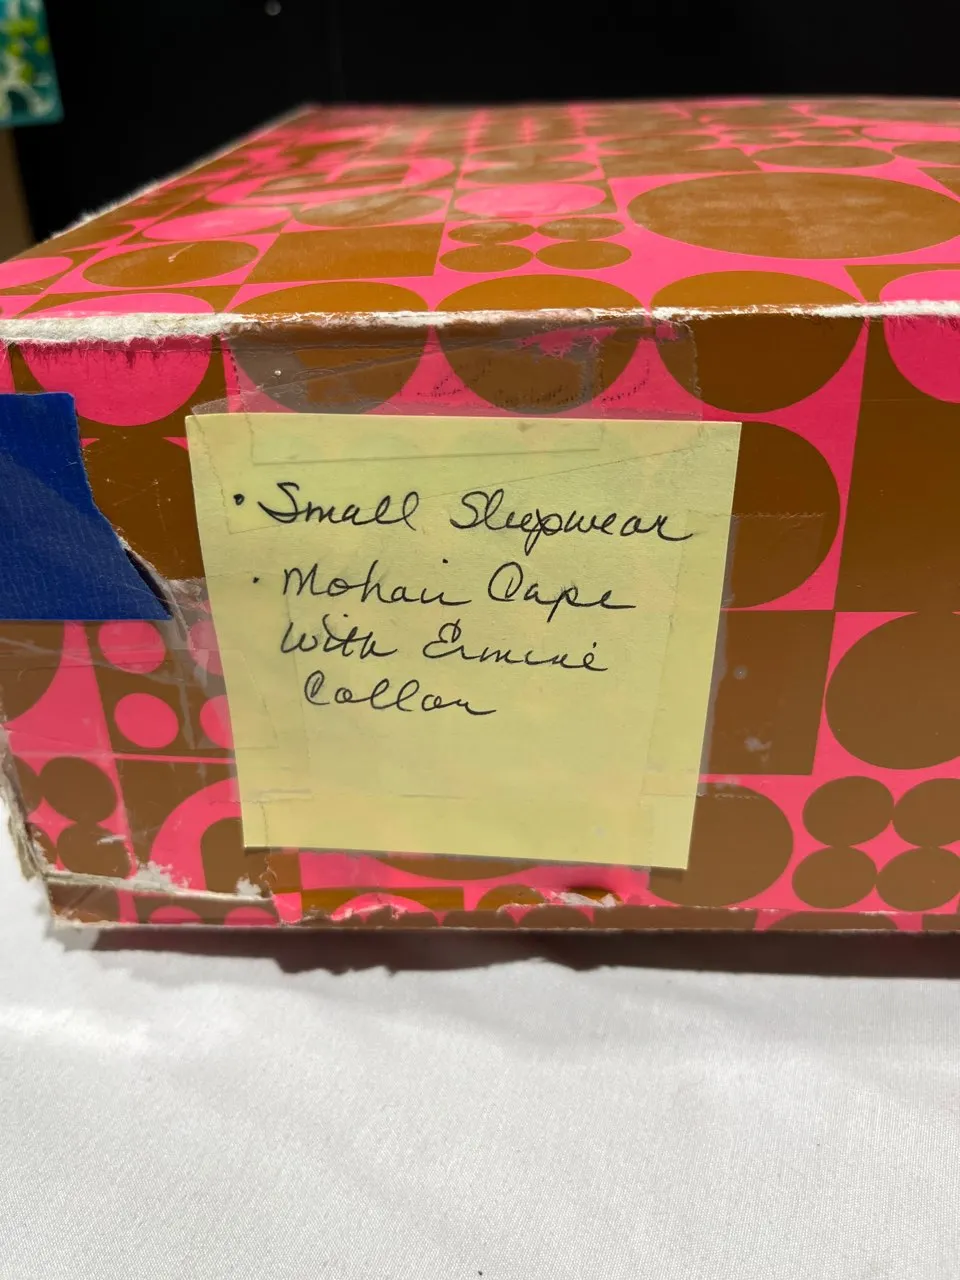 • Small Sleepwear
• Mohair Cape
with Ermine
Collar